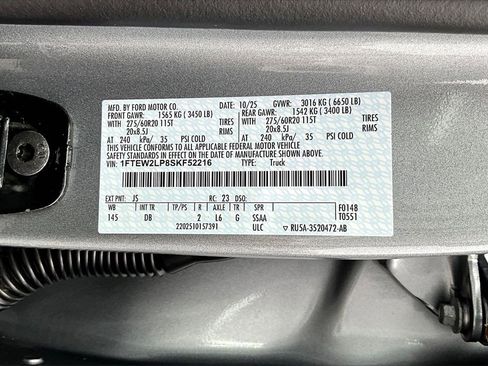 MFD. BY FORD MOTOR CO. 10/25 GVWR: 3016 KG (6650 LB)
FRONT GAWR: 1565 KG (3450 LB) REAR GAWR: 1542 KG (3400 LB)
275/60R20 115T TIRES 275/60R20 115T TIRES
20x8.5J RIMS 20x8.5J RIMS
AT 240 kPa/ 35 PSI COLD AT 240 kPa/ 35 PSI COLD
THIS VEHICLE CONFORMS TO ALL APPLICABLE FEDERAL MOTOR VEHICLE
SAFETY AND THEFT PREVENTION STANDARDS IN EFFECT ON THE DATE OF MANUFACTURE SHOWN ABOVE.
VIN: 1FTEW2LP8SKF52216 TYPE: Truck
EXT PNT: JS RC: 23 DSO:
WB BRK INT TR TP/PS R AXLE TR SPR F0148
145 DB 2 L6 G SSAA T0551
2202510157391 ULC ▽ RU5A-3520472-AB